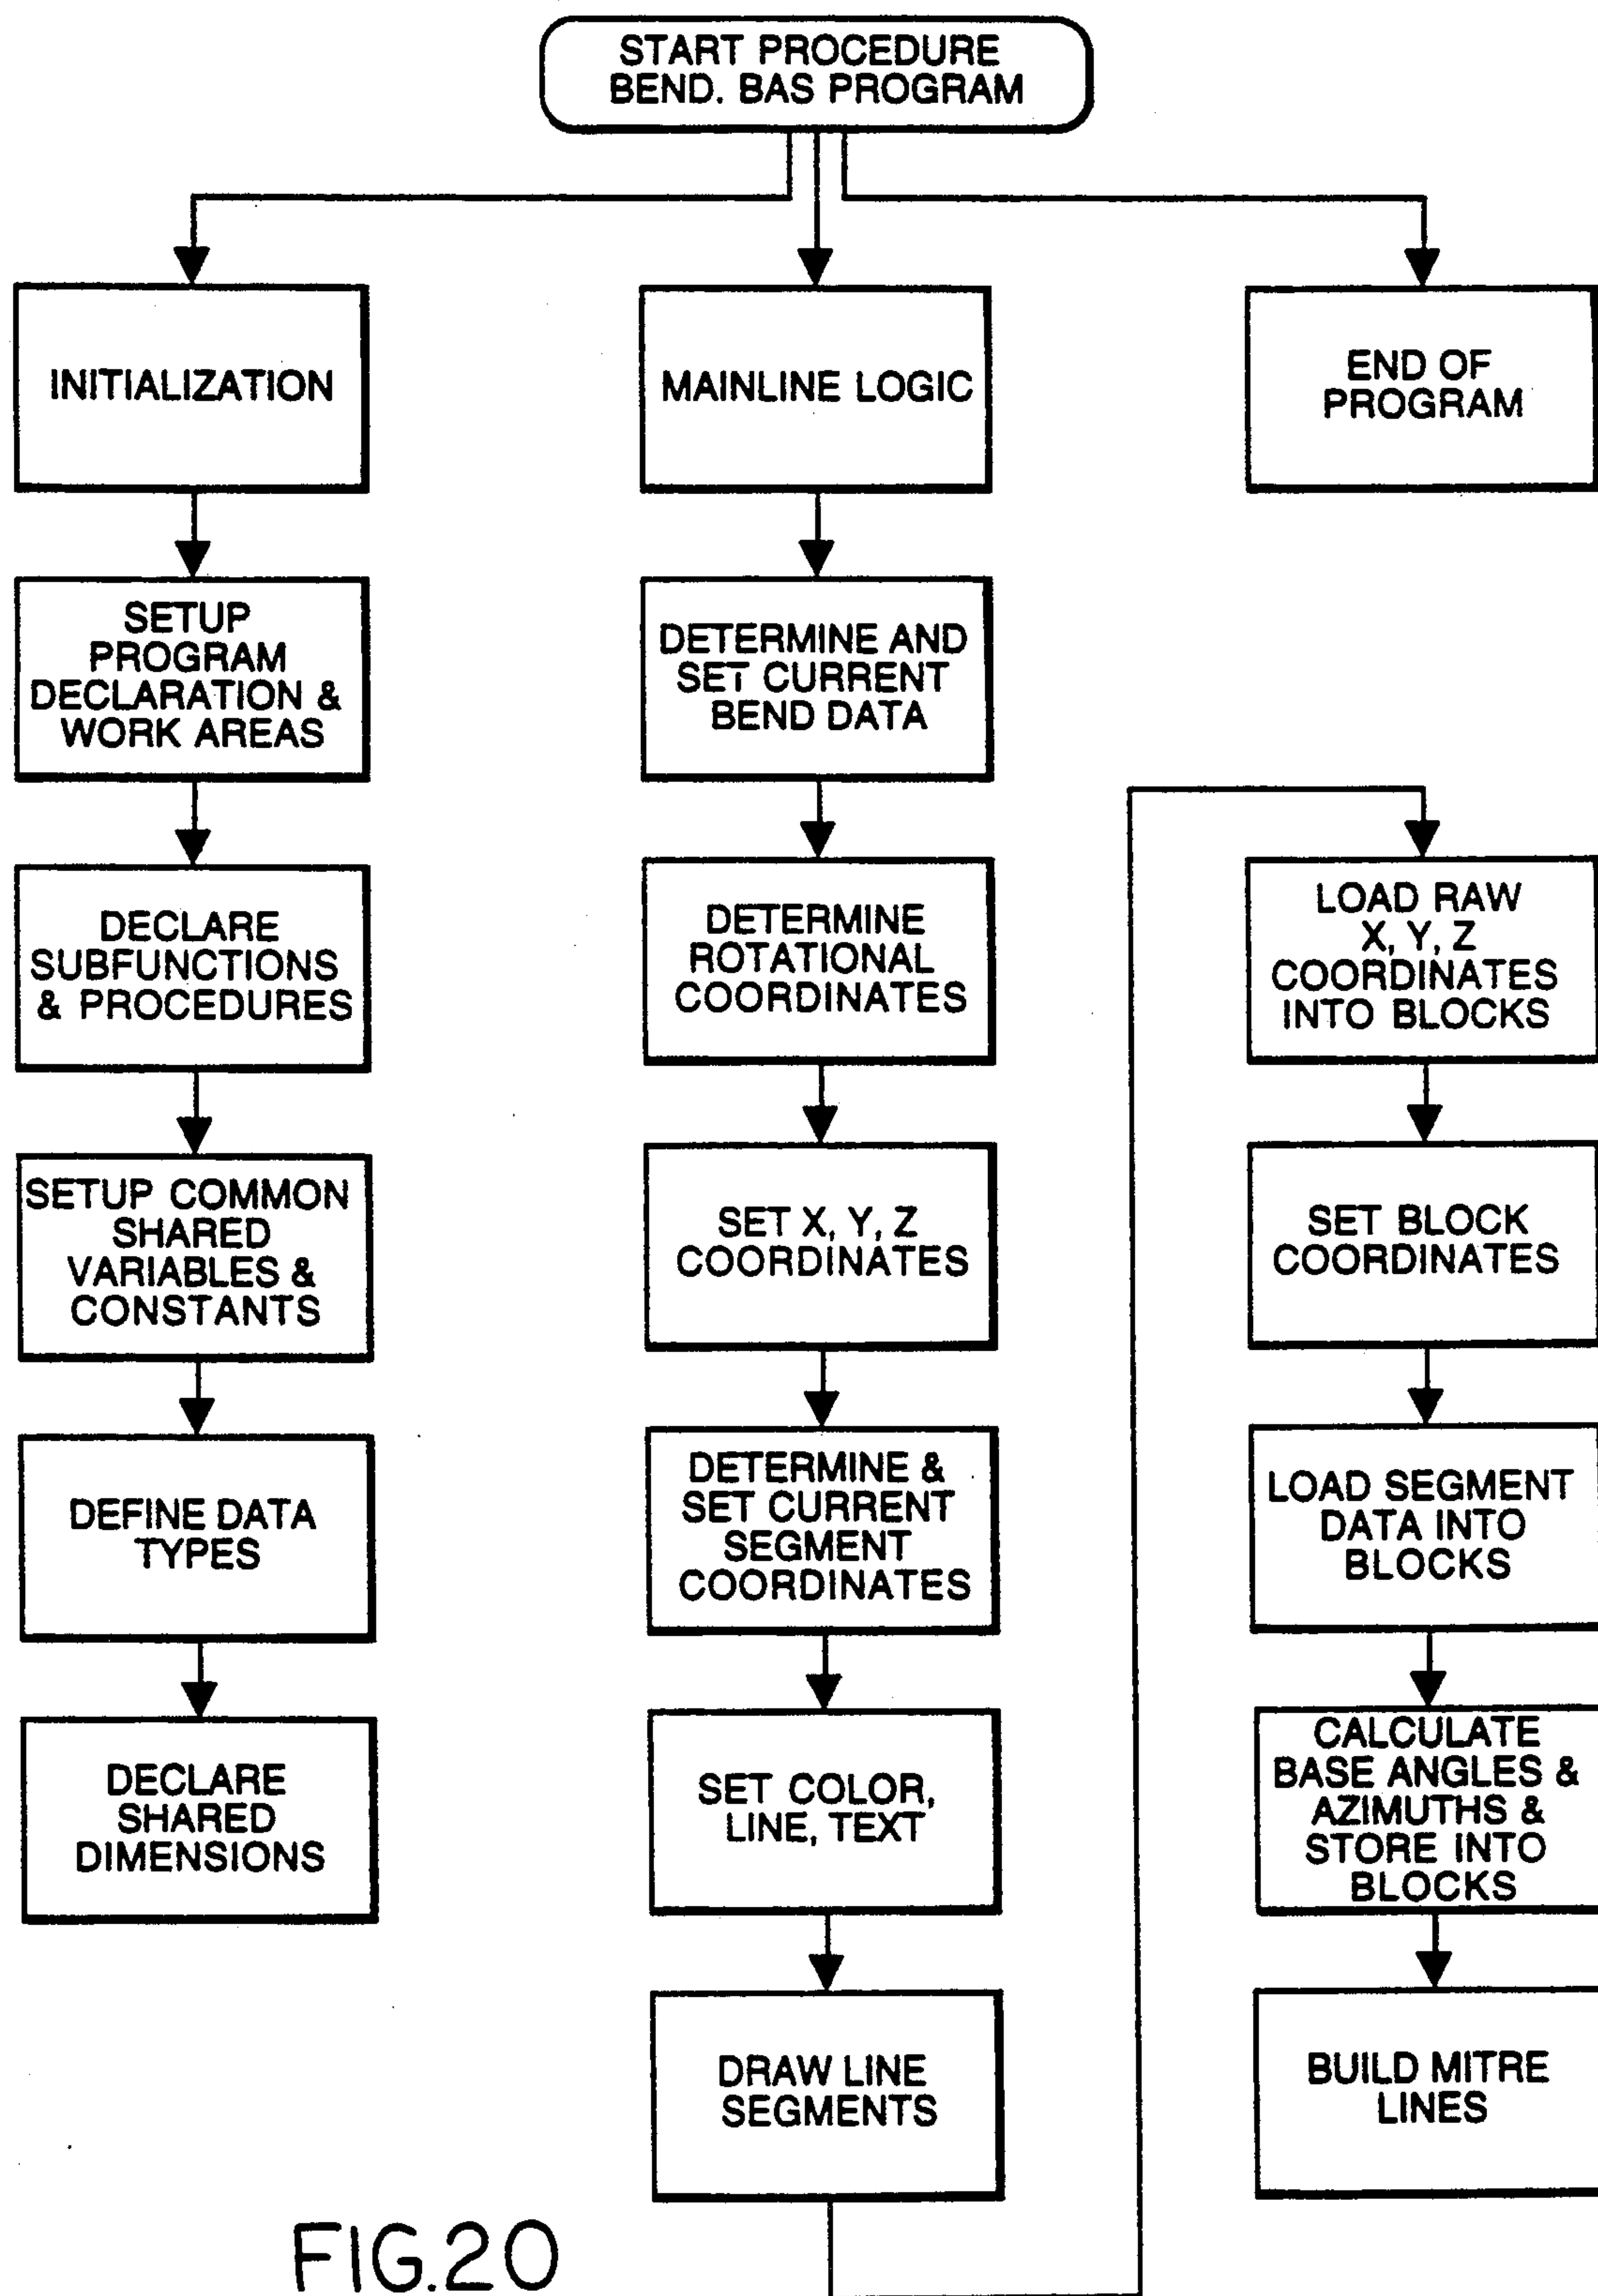 START PROCEDURE
BEND. BAS PROGRAM
INITIALIZATION
SETUP
PROGRAM
DECLARATION &
WORK AREAS
DECLARE
SUBFUNCTIONS
& PROCEDURES
SETUP COMMON
SHARED
VARIABLES &
CONSTANTS
DEFINE DATA
TYPES
DECLARE
SHARED
DIMENSIONS
MAINLINE LOGIC
DETERMINE AND
SET CURRENT
BEND DATA
DETERMINE
ROTATIONAL
COORDINATES
SET X, Y, Z
COORDINATES
DETERMINE &
SET CURRENT
SEGMENT
COORDINATES
SET COLOR,
LINE, TEXT
DRAW LINE
SEGMENTS
END OF
PROGRAM
LOAD RAW
X, Y, Z
COORDINATES
INTO BLOCKS
SET BLOCK
COORDINATES
LOAD SEGMENT
DATA INTO
BLOCKS
CALCULATE
BASE ANGLES &
AZIMUTHS &
STORE INTO
BLOCKS
BUILD MITRE
LINES
FIG.20